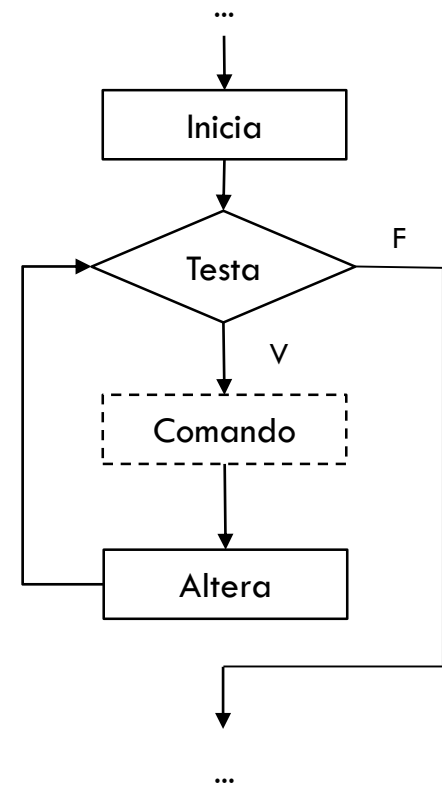 ...
Inicia
Testa
F
V
Comando
Altera
...